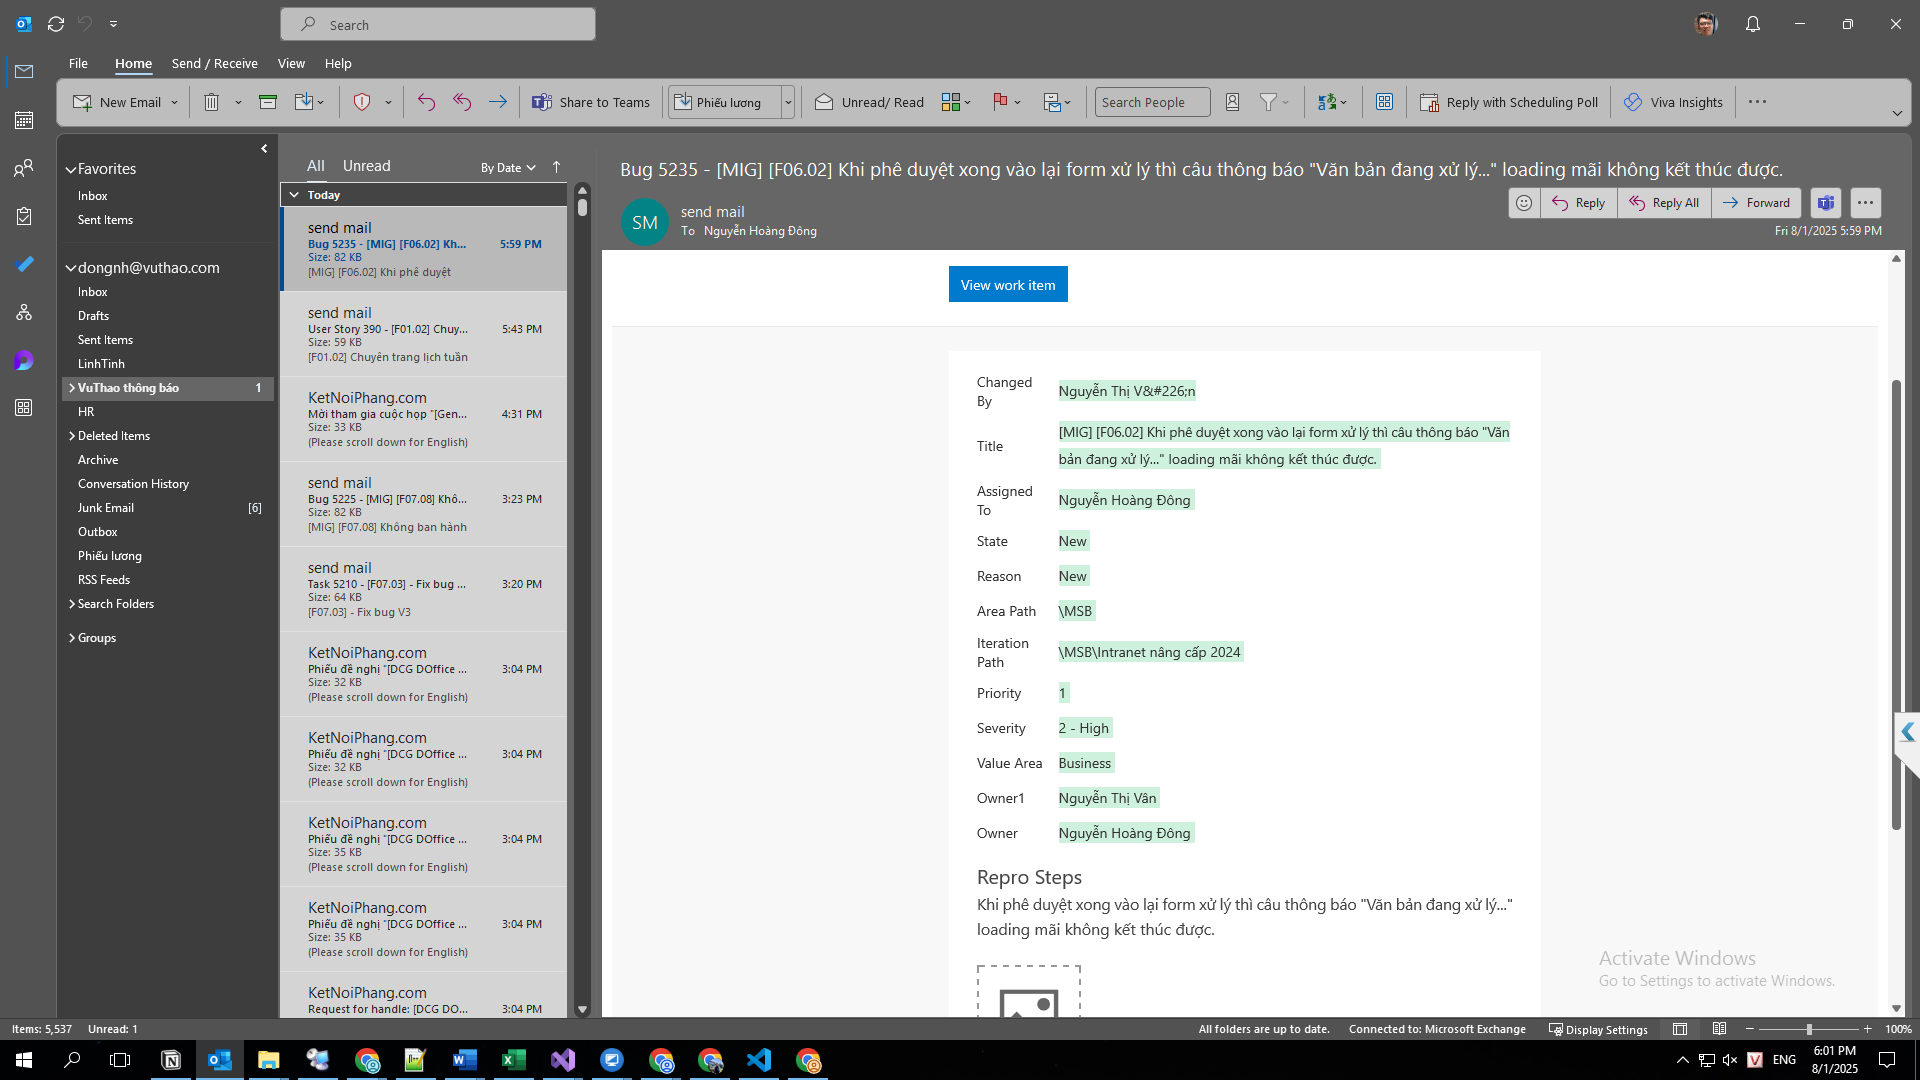 Search
File
Home
Send / Receive
View
Help
New Email
Share to Teams
Phiếu lương
Unread/ Read
Search People
Reply with Scheduling Poll
Viva Insights
Favorites
Inbox
Sent Items
dongnh@vuthao.com
Inbox
Drafts
Sent Items
LinhTinh
VuThao thông báo 1
HR
Deleted Items
Archive
Conversation History
Junk Email [6]
Outbox
Phiếu lương
RSS Feeds
Search Folders
Groups
All Unread By Date
Today
send mail
Bug 5235 - [MIG] [F06.02] Kh... 5:59 PM
Size: 82 KB
[MIG] [F06.02] Khi phê duyệt
send mail
User Story 390 - [F01.02] Chuy... 5:43 PM
Size: 59 KB
[F01.02] Chuyên trang lịch tuần
KetNoiPhang.com
Mời tham gia cuộc họp "[Gen... 4:31 PM
Size: 33 KB
(Please scroll down for English)
send mail
Bug 5225 - [MIG] [F07.08] Khô... 3:23 PM
Size: 82 KB
[MIG] [F07.08] Không ban hành
send mail
Task 5210 - [F07.03] - Fix bug ... 3:20 PM
Size: 64 KB
[F07.03] - Fix bug V3
KetNoiPhang.com
Phiếu đề nghị "[DCG DOffice ... 3:04 PM
Size: 32 KB
(Please scroll down for English)
KetNoiPhang.com
Phiếu đề nghị "[DCG DOffice ... 3:04 PM
Size: 32 KB
(Please scroll down for English)
KetNoiPhang.com
Phiếu đề nghị "[DCG DOffice ... 3:04 PM
Size: 35 KB
(Please scroll down for English)
KetNoiPhang.com
Phiếu đề nghị "[DCG DOffice ... 3:04 PM
Size: 35 KB
(Please scroll down for English)
KetNoiPhang.com
Request for handle: [DCG DO... 3:04 PM
Bug 5235 - [MIG] [F06.02] Khi phê duyệt xong vào lại form xử lý thì câu thông báo "Văn bản đang xử lý..." loading mãi không kết thúc được.
SM
send mail
To Nguyễn Hoàng Đông
Reply
Reply All
Forward
Fri 8/1/2025 5:59 PM
View work item
Changed By
Nguyễn Thị V&#226;n
Title
[MIG] [F06.02] Khi phê duyệt xong vào lại form xử lý thì câu thông báo "Văn
bản đang xử lý..." loading mãi không kết thúc được.
Assigned To
Nguyễn Hoàng Đông
State New
Reason New
Area Path \MSB
Iteration Path
\MSB\Intranet nâng cấp 2024
Priority 1
Severity 2 - High
Value Area Business
Owner1 Nguyễn Thị Vân
Owner Nguyễn Hoàng Đông
Repro Steps
Khi phê duyệt xong vào lại form xử lý thì câu thông báo "Văn bản đang xử lý..."
loading mãi không kết thúc được.
Activate Windows
Go to Settings to activate Windows.
Items: 5,537 Unread: 1
All folders are up to date.
Connected to: Microsoft Exchange
Display Settings
100%
ENG
6:01 PM
8/1/2025